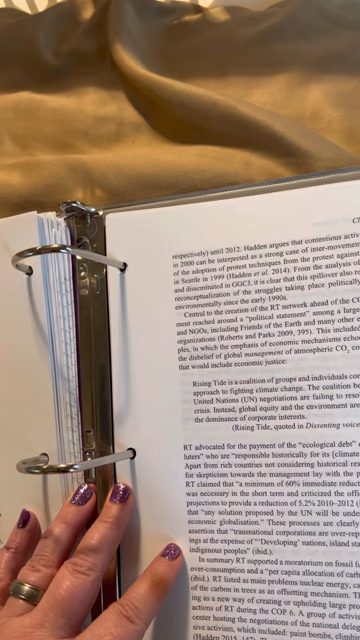 Cl
respectively) until 2012. Hadden argues that contentious activ
in 2000 can be interpreted as a strong case of inter-movemen
of the adoption of protest techniques from the protest against
in Seattle in 1999 (Hadden et al. 2014). From the analysis of
and disseminated in GGCJ, it is clear that this spillover also to
reconceptualization of the struggles taking place politically
environmentally since the early 1990s.
Central to the creation of the RT network ahead of the CO
ment reached around a "political statement" among a large
and NGOs, including Friends of the Earth and many other e
organizations (Roberts and Parks 2009, 395). This included
ples, in which the emphasis of economic mechanisms echo
the disbelief of global management of atmospheric CO2 co
that would include economic justice:
Rising Tide is a coalition of groups and individuals com
approach to fighting climate change. The coalition be
United Nations (UN) negotiations are failing to resol
crisis. Instead, global equity and the environment are
the dominance of corporate interests.
(Rising Tide, quoted in Dissenting voice
RT advocated for the payment of the "ecological debt"
luters" who are "responsible historically for its [climate
Apart from rich countries not considering historical res
for skepticism towards the management lay with the p
RT claimed that "a minimum of 60% immediate reduct
was necessary in the short term and criticized the offic
projections to provide a reduction of 5.2% 2010–2012 (i
that "any solution proposed by the UN will be under
economic globalisation." These processes are clearly
assertion that "transnational corporations are over-rep
ings at the expense of "'Developing' nations, island sta
indigenous peoples" (ibid.).
In summary RT supported a moratorium on fossil fu
over-consumption and a "per capita allocation of carb
(ibid.). RT listed as main problems nuclear energy, ca
of the carbon in trees as an offsetting mechanism. Th
ing as a new way of creating or upholding large pro
actions of RT during the COP 6. A group of activi
center hosting the negotiations of the national deleg
sive activism, which included: paint bombs, c
(Hadden 2015, 147). Th